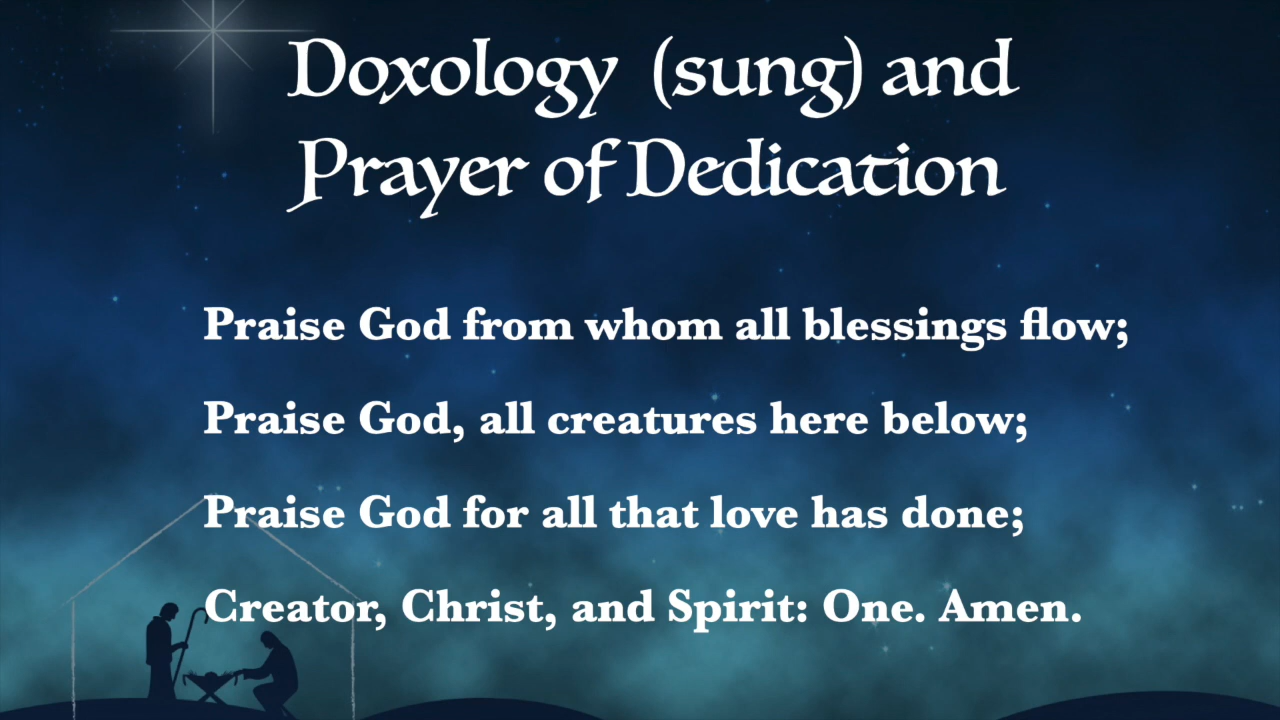 Doxology (sung) and
Prayer of Dedication
Praise God from whom all blessings flow;
Praise God, all creatures here below;
Praise God for all that love has done;
Creator, Christ, and Spirit: One. Amen.